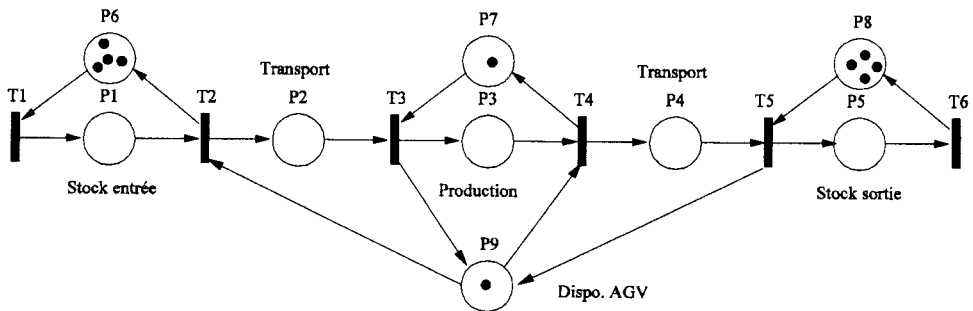 P6
P7
P8
Transport
Transport
T1
P1
T2
P2
T3
P3
T4
P4
T5
P5
T6
Stock entrée
Production
Stock sortie
P9
Dispo. AGV